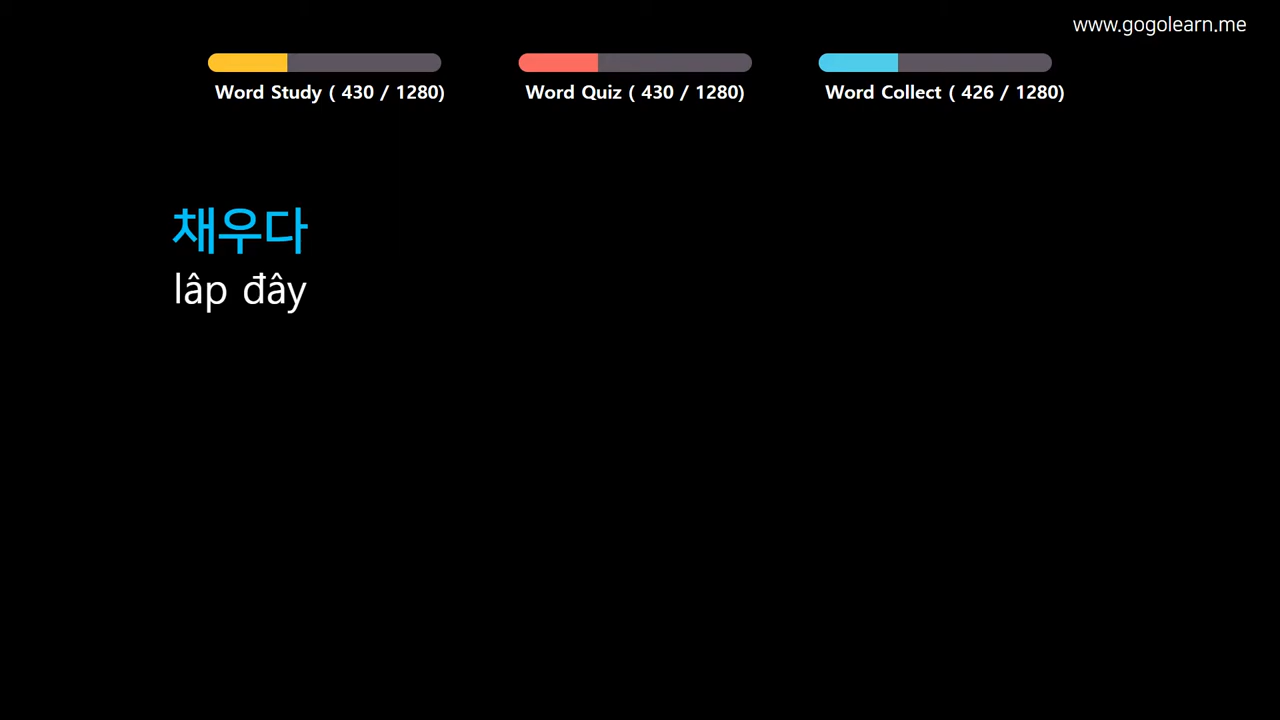 www.gogolearn.me
Word Study ( 430 / 1280)
Word Quiz ( 430 / 1280)
Word Collect ( 426 / 1280)
채우다
lâp đây